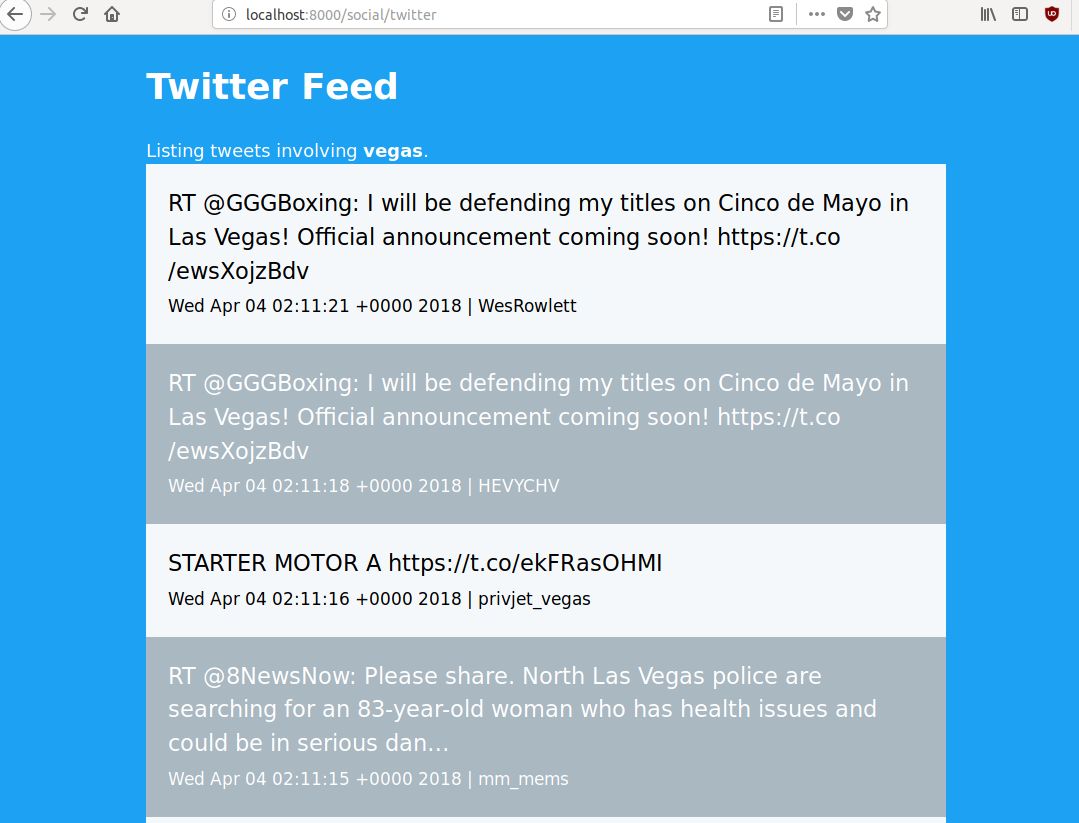 localhost:8000/social/twitter
Twitter Feed
Listing tweets involving vegas.
RT @GGGBoxing: I will be defending my titles on Cinco de Mayo in
Las Vegas! Official announcement coming soon! https://t.co
/ewsXojzBdv
Wed Apr 04 02:11:21 +0000 2018 | WesRowlett
RT @GGGBoxing: I will be defending my titles on Cinco de Mayo in
Las Vegas! Official announcement coming soon! https://t.co
/ewsXojzBdv
Wed Apr 04 02:11:18 +0000 2018 | HEVYCHV
STARTER MOTOR A https://t.co/ekFRasOHMI
Wed Apr 04 02:11:16 +0000 2018 | privjet_vegas
RT @8NewsNow: Please share. North Las Vegas police are
searching for an 83-year-old woman who has health issues and
could be in serious dan…
Wed Apr 04 02:11:15 +0000 2018 | mm_mems